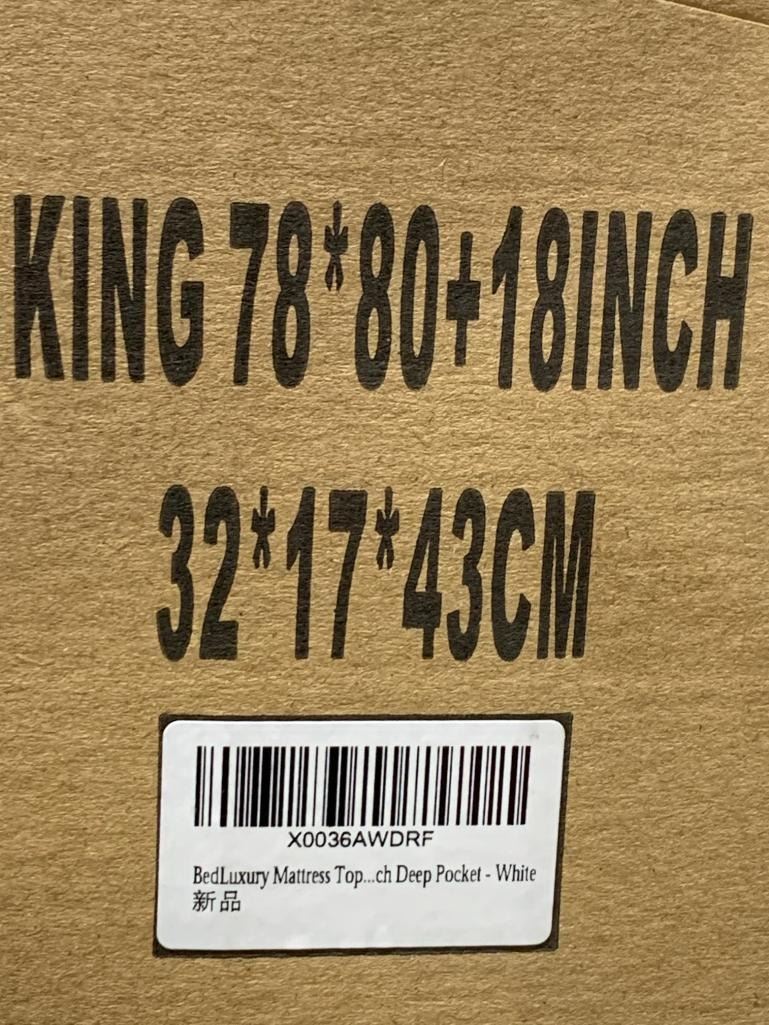 KING 78*80+18INCH
32*17*43CM
X0036AWDRF
BedLuxury Mattress Top...ch Deep Pocket - White
新品